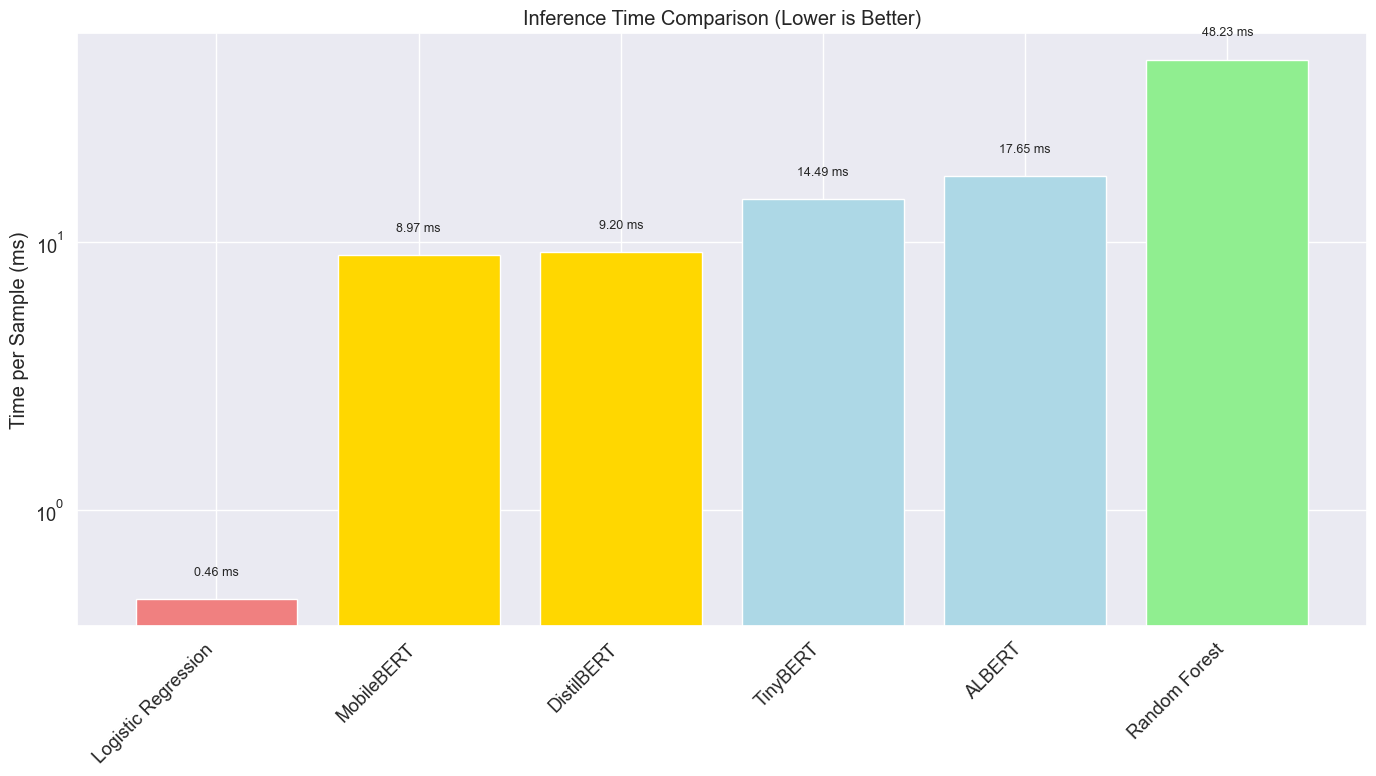 Inference Time Comparison (Lower is Better)
48.23 ms
17.65 ms
14.49 ms
8.97 ms
9.20 ms
0.46 ms
Time per Sample (ms)
10¹
10⁰
Logistic Regression
MobileBERT
DistilBERT
TinyBERT
ALBERT
Random Forest